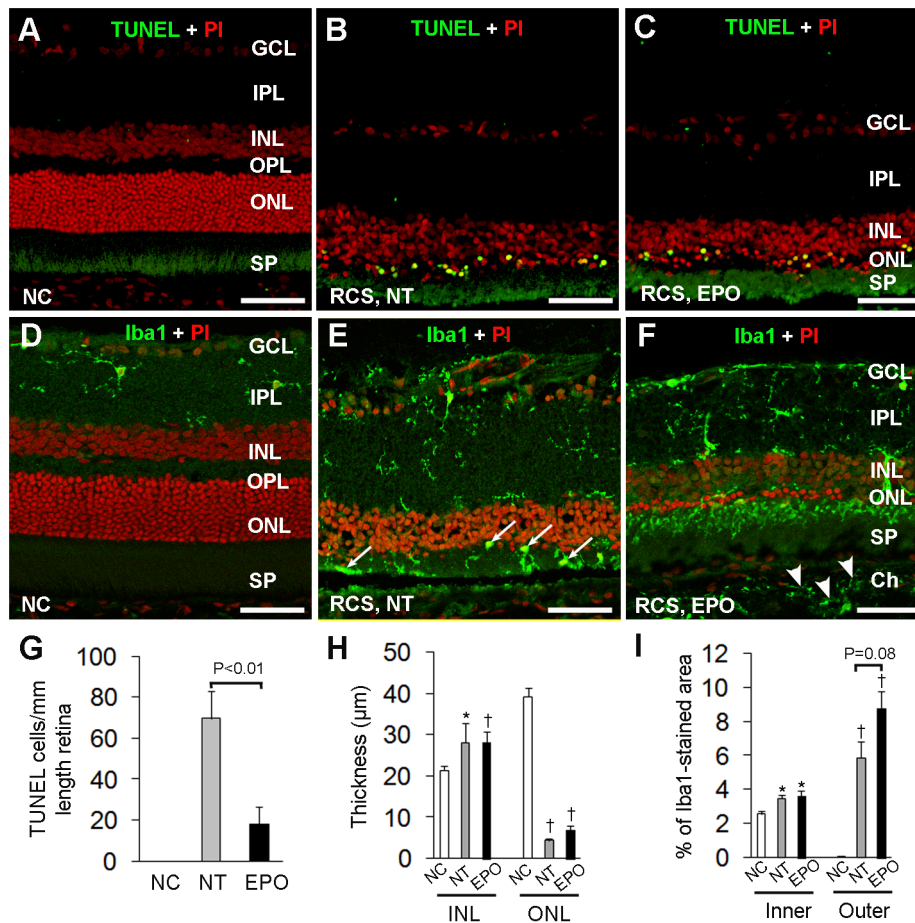 A
TUNEL + PI
GCL
IPL
INL
OPL
ONL
SP
NC
B
TUNEL + PI
RCS, NT
C
TUNEL + PI
GCL
IPL
INL
ONL
SP
RCS, EPO
D
Iba1 + PI
GCL
IPL
INL
OPL
ONL
SP
NC
E
Iba1 + PI
RCS, NT
F
Iba1 + PI
GCL
IPL
INL
ONL
SP
Ch
RCS, EPO
G
TUNEL cells/mm
length retina
100
80
60
40
20
0
P<0.01
NC NT EPO
H
Thickness (µm)
50
40
30
20
10
0
* † † †
NC NT EPO NC NT EPO
INL ONL
I
% of Iba1-stained area
12
10
8
6
4
2
0
P=0.08
* * † †
NC NT EPO NC NT EPO
Inner Outer